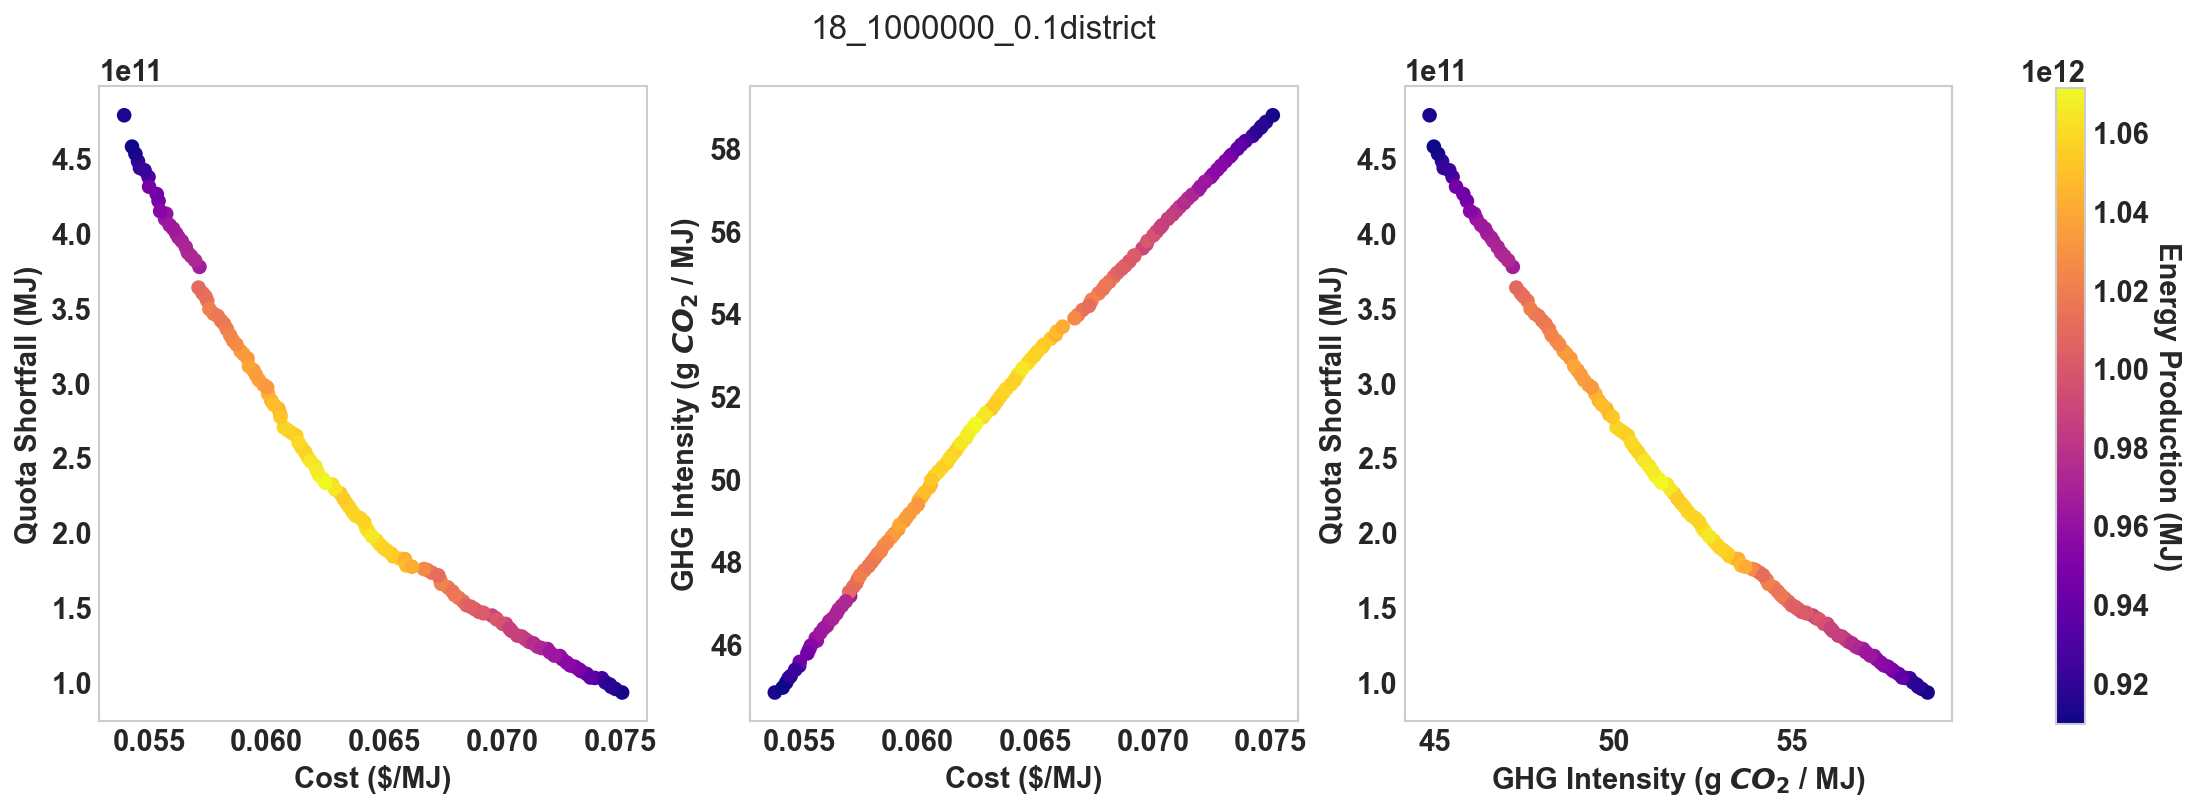 18_1000000_0.1district
1e11
4.5
4.0
3.5
3.0
2.5
2.0
1.5
1.0
Quota Shortfall (MJ)
0.055 0.060 0.065 0.070 0.075
Cost ($/MJ)
58
56
54
52
50
48
46
GHG Intensity (g CO₂ / MJ)
0.055 0.060 0.065 0.070 0.075
Cost ($/MJ)
1e11
4.5
4.0
3.5
3.0
2.5
2.0
1.5
1.0
Quota Shortfall (MJ)
45 50 55
GHG Intensity (g CO₂ / MJ)
1e12
1.06
1.04
1.02
1.00
0.98
0.96
0.94
0.92
Energy Production (MJ)